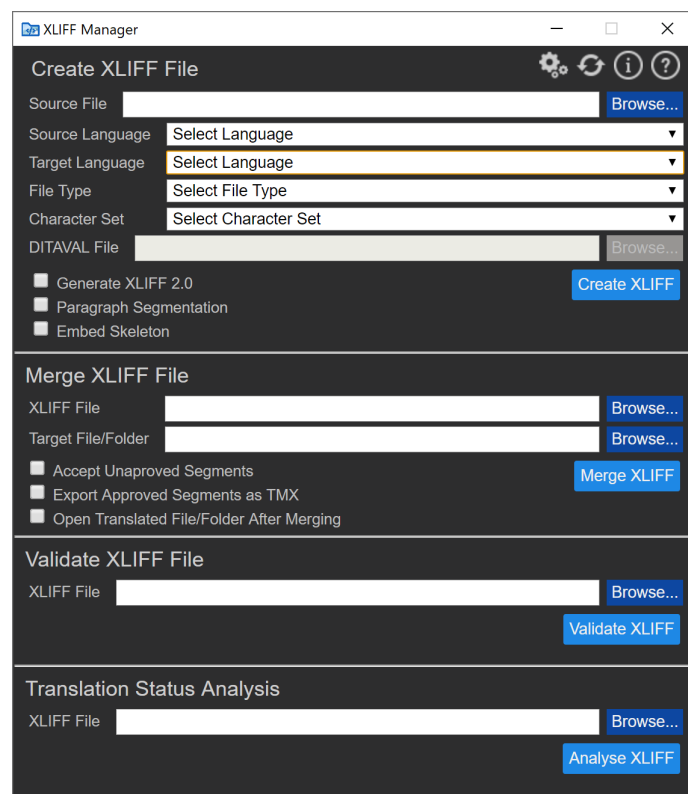 XLIFF Manager
Create XLIFF File
Source File Browse...
Source Language Select Language
Target Language Select Language
File Type Select File Type
Character Set Select Character Set
DITAVAL File Browse...
Generate XLIFF 2.0 Create XLIFF
Paragraph Segmentation
Embed Skeleton
Merge XLIFF File
XLIFF File Browse...
Target File/Folder Browse...
Accept Unaproved Segments Merge XLIFF
Export Approved Segments as TMX
Open Translated File/Folder After Merging
Validate XLIFF File
XLIFF File Browse...
Validate XLIFF
Translation Status Analysis
XLIFF File Browse...
Analyse XLIFF